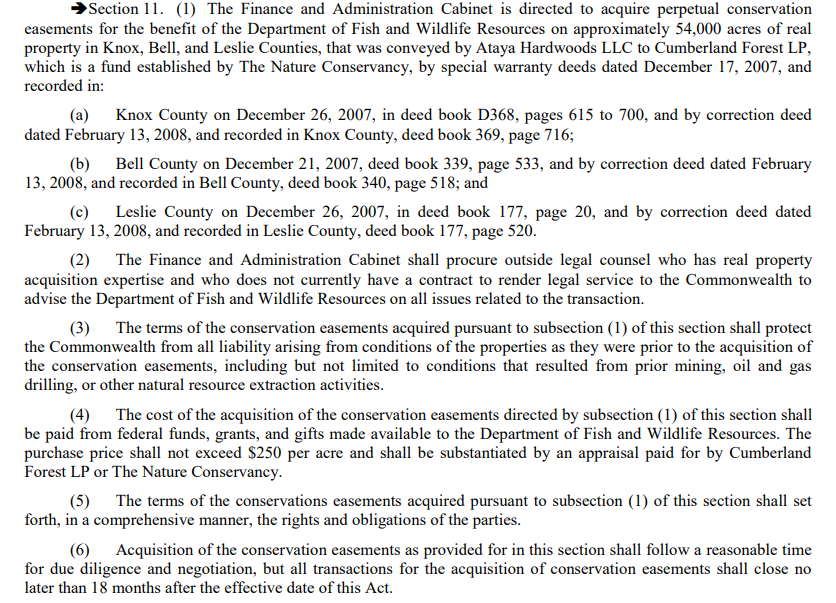 ➔Section 11. (1) The Finance and Administration Cabinet is directed to acquire perpetual conservation
easements for the benefit of the Department of Fish and Wildlife Resources on approximately 54,000 acres of real
property in Knox, Bell, and Leslie Counties, that was conveyed by Ataya Hardwoods LLC to Cumberland Forest LP,
which is a fund established by The Nature Conservancy, by special warranty deeds dated December 17, 2007, and
recorded in:
(a) Knox County on December 26, 2007, in deed book D368, pages 615 to 700, and by correction deed
dated February 13, 2008, and recorded in Knox County, deed book 369, page 716;
(b) Bell County on December 21, 2007, deed book 339, page 533, and by correction deed dated February
13, 2008, and recorded in Bell County, deed book 340, page 518; and
(c) Leslie County on December 26, 2007, in deed book 177, page 20, and by correction deed dated
February 13, 2008, and recorded in Leslie County, deed book 177, page 520.
(2) The Finance and Administration Cabinet shall procure outside legal counsel who has real property
acquisition expertise and who does not currently have a contract to render legal service to the Commonwealth to
advise the Department of Fish and Wildlife Resources on all issues related to the transaction.
(3) The terms of the conservation easements acquired pursuant to subsection (1) of this section shall protect
the Commonwealth from all liability arising from conditions of the properties as they were prior to the acquisition of
the conservation easements, including but not limited to conditions that resulted from prior mining, oil and gas
drilling, or other natural resource extraction activities.
(4) The cost of the acquisition of the conservation easements directed by subsection (1) of this section shall
be paid from federal funds, grants, and gifts made available to the Department of Fish and Wildlife Resources. The
purchase price shall not exceed $250 per acre and shall be substantiated by an appraisal paid for by Cumberland
Forest LP or The Nature Conservancy.
(5) The terms of the conservations easements acquired pursuant to subsection (1) of this section shall set
forth, in a comprehensive manner, the rights and obligations of the parties.
(6) Acquisition of the conservation easements as provided for in this section shall follow a reasonable time
for due diligence and negotiation, but all transactions for the acquisition of conservation easements shall close no
later than 18 months after the effective date of this Act.